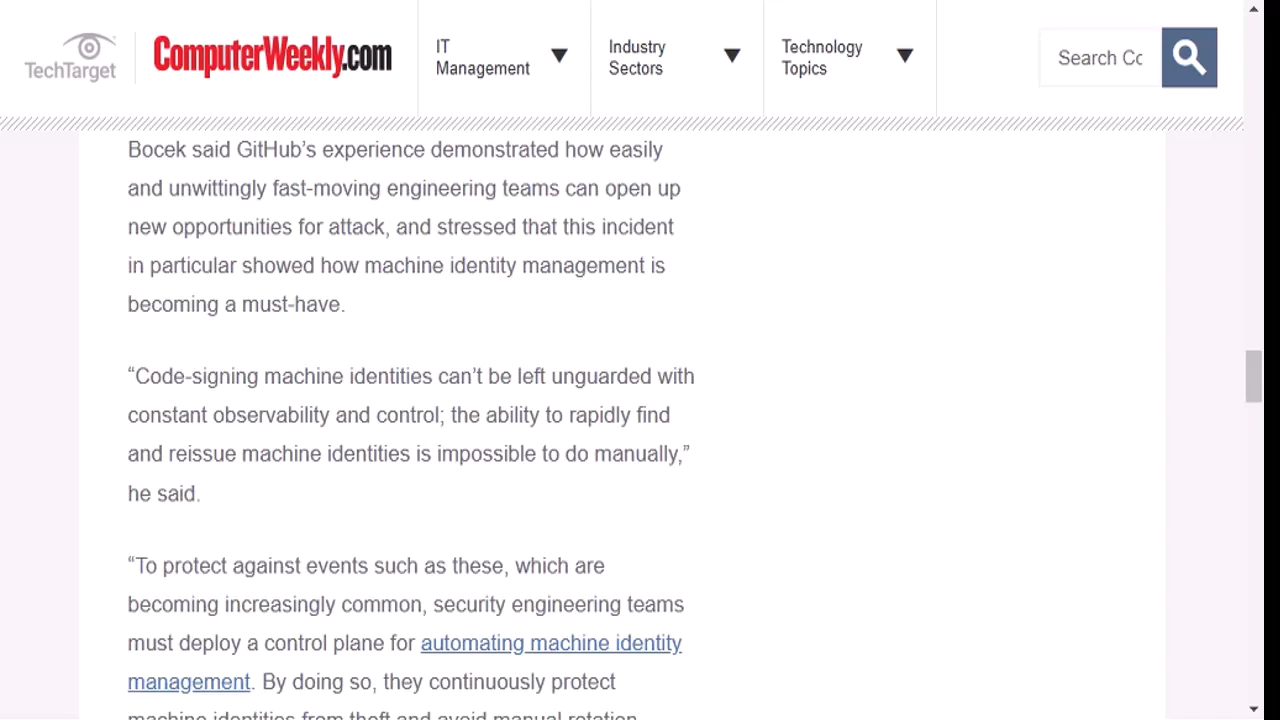 TechTarget
ComputerWeekly.com
IT
Management
Industry
Sectors
Technology
Topics
Search Cc
Bocek said GitHub’s experience demonstrated how easily
and unwittingly fast-moving engineering teams can open up
new opportunities for attack, and stressed that this incident
in particular showed how machine identity management is
becoming a must-have.
“Code-signing machine identities can’t be left unguarded with
constant observability and control; the ability to rapidly find
and reissue machine identities is impossible to do manually,”
he said.
“To protect against events such as these, which are
becoming increasingly common, security engineering teams
must deploy a control plane for automating machine identity
management. By doing so, they continuously protect
machine identities from theft and avoid manual rotation